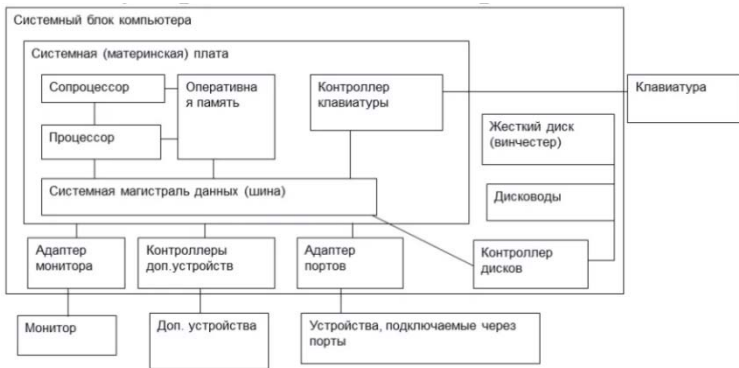 Системный блок компьютера
Системная (материнская) плата
Сопроцессор
Оперативна
я память
Контроллер
клавиатуры
Клавиатура
Процессор
Жесткий диск
(винчестер)
Системная магистраль данных (шина)
Дисководы
Адаптер
монитора
Контроллеры
доп.устройств
Адаптер
портов
Контроллер
дисков
Монитор
Доп. устройства
Устройства, подключаемые через
порты